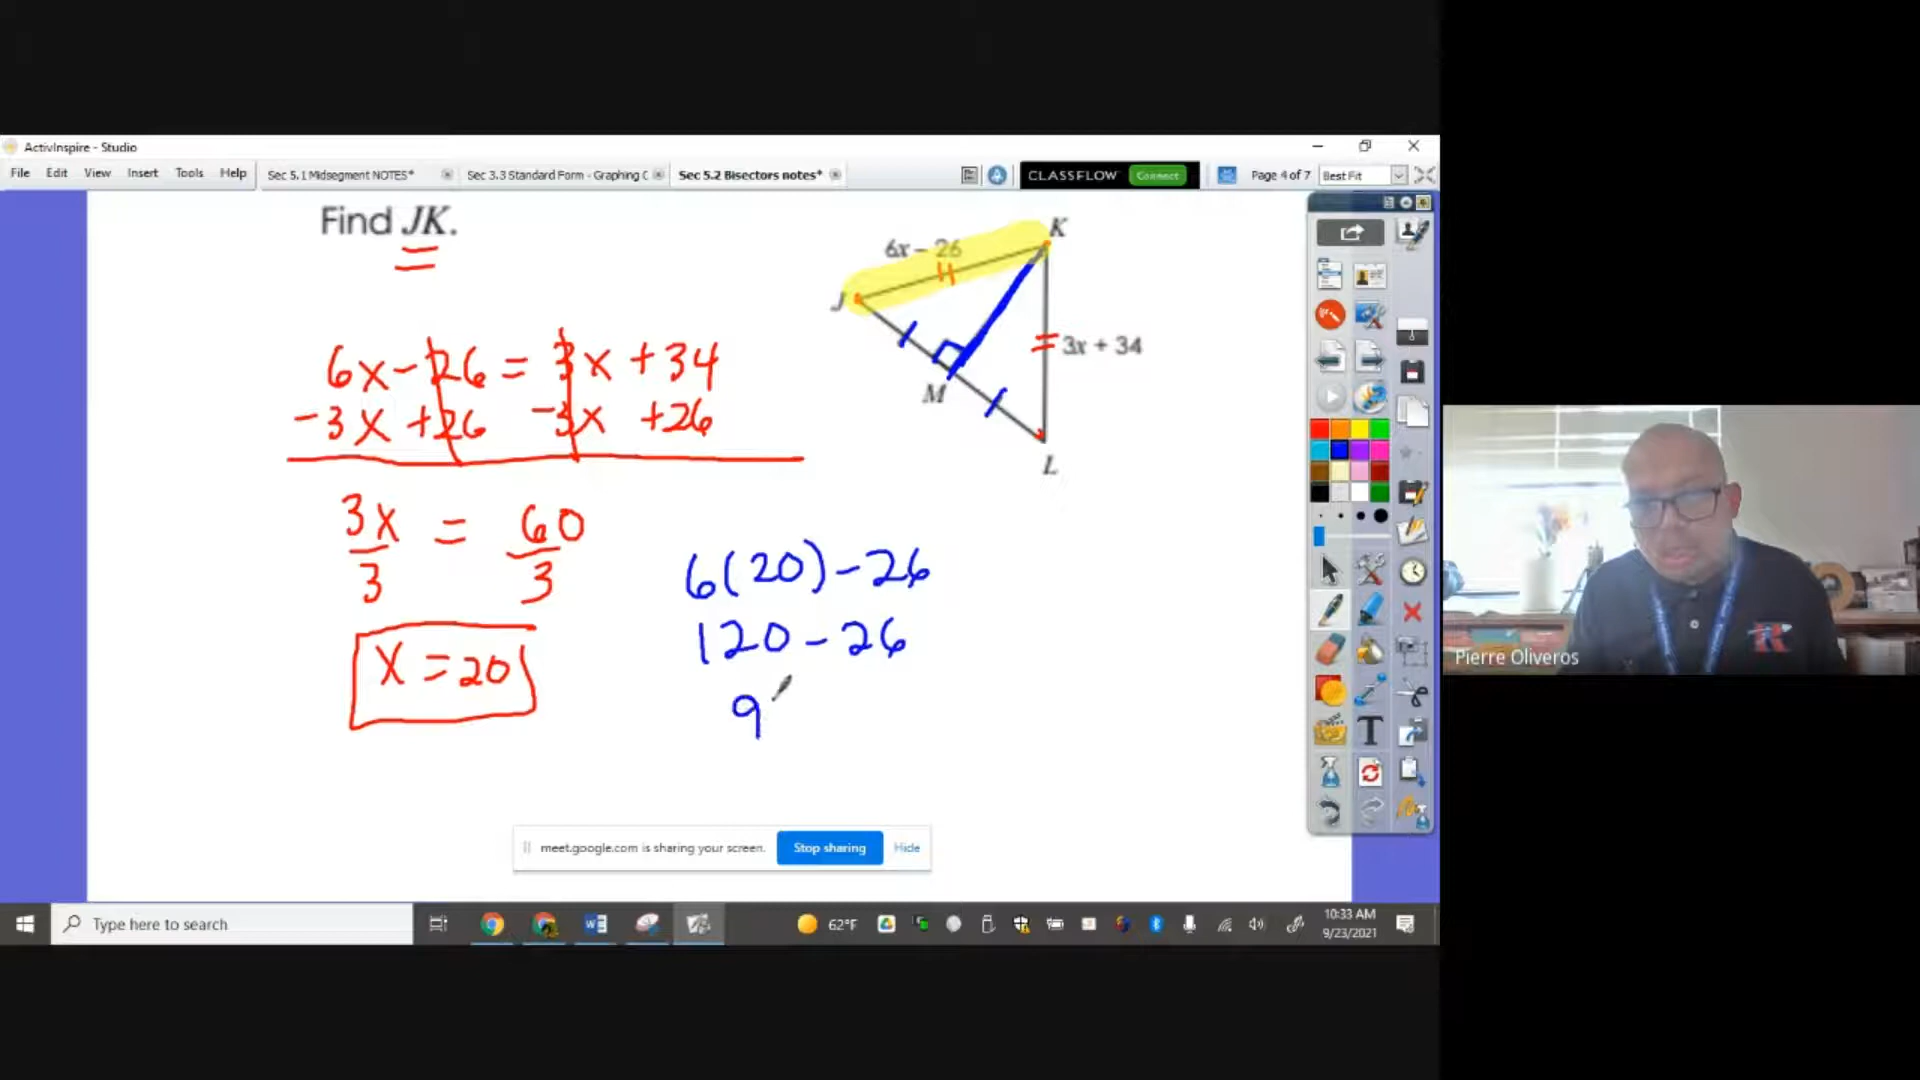 ActivInspire - Studio
File Edit View Insert Tools Help
Sec 5.1 Midsegment NOTES*
Sec 3.3 Standard Form - Graphing C
Sec 5.2 Bisectors notes*
CLASSFLOW Connect
Page 4 of 7
Best Fit
Find JK.
6x - 26
K
J
3x + 34
M
L
6x - 26 = 3x + 34
-3x +26 -3x +26
3x = 60
3 3
x = 20
6(20) - 26
120 - 26
9
T
Pierre Oliveros
meet.google.com is sharing your screen.
Stop sharing
Hide
Type here to search
62°F
10:33 AM
9/23/2021